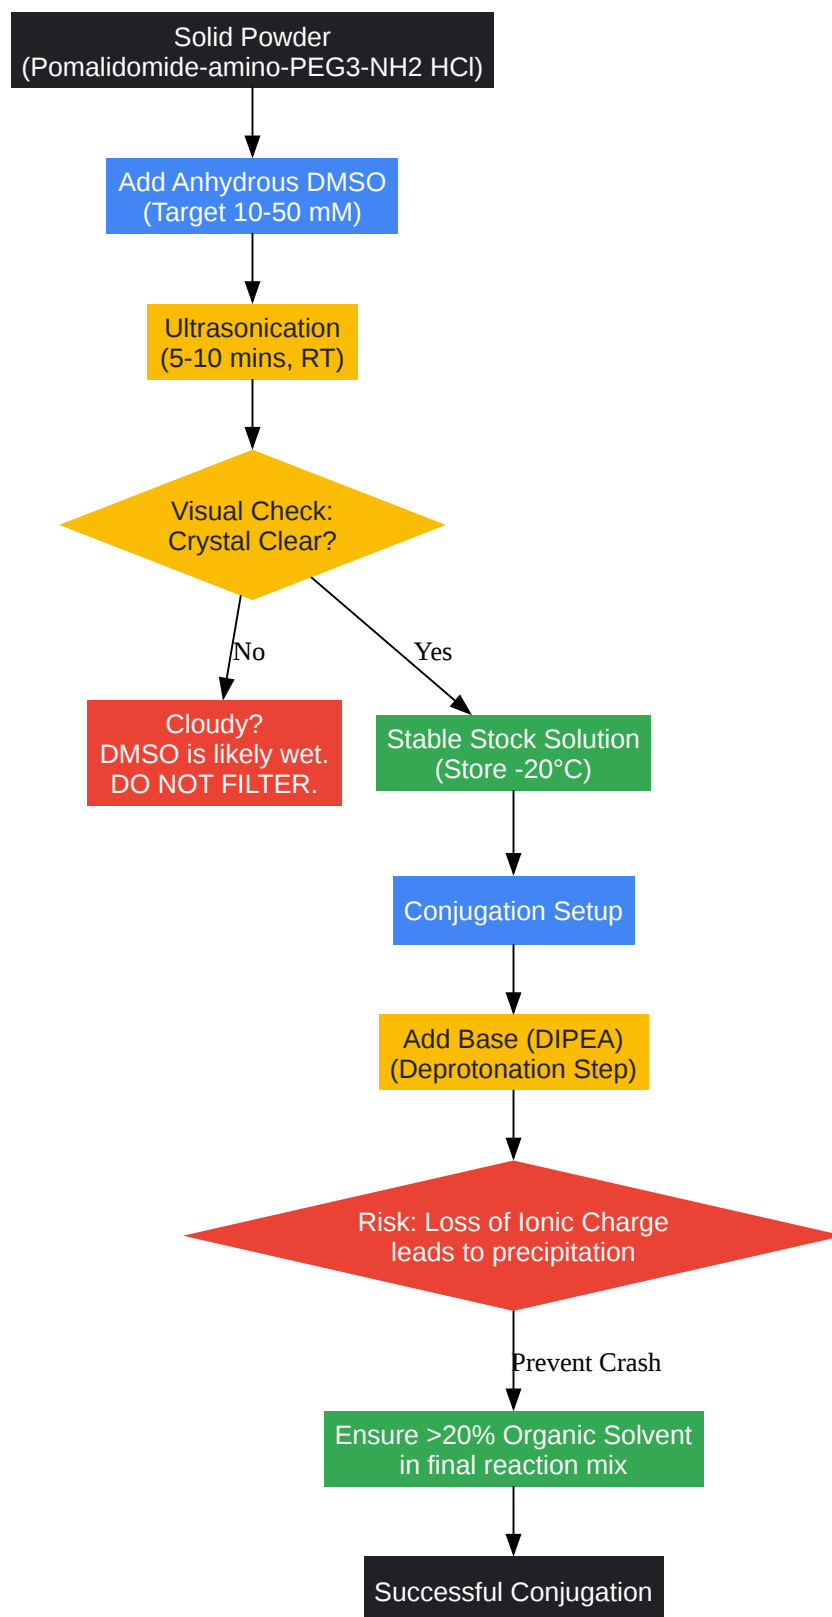 Solid Powder
(Pomalidomide-amino-PEG3-NH2 HCl)
Add Anhydrous DMSO
(Target 10-50 mM)
Ultrasonication
(5-10 mins, RT)
Visual Check:
Crystal Clear?
No
Yes
Cloudy?
DMSO is likely wet.
DO NOT FILTER.
Stable Stock Solution
(Store -20°C)
Conjugation Setup
Add Base (DIPEA)
(Deprotonation Step)
Risk: Loss of Ionic Charge
leads to precipitation
Prevent Crash
Ensure >20% Organic Solvent
in final reaction mix
Successful Conjugation